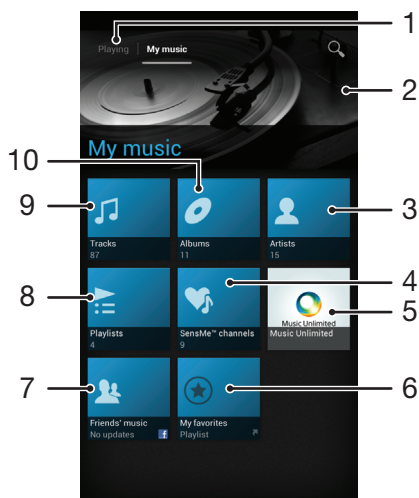 1
Playing | My music
2
My music
10
9
3
Tracks
87
Albums
11
Artists
15
8
4
5
Music Unlimited
Playlists
4
SensMe™ channels
9
Music Unlimited
7
6
Friends' music
No updates f
My favorites
Playlist